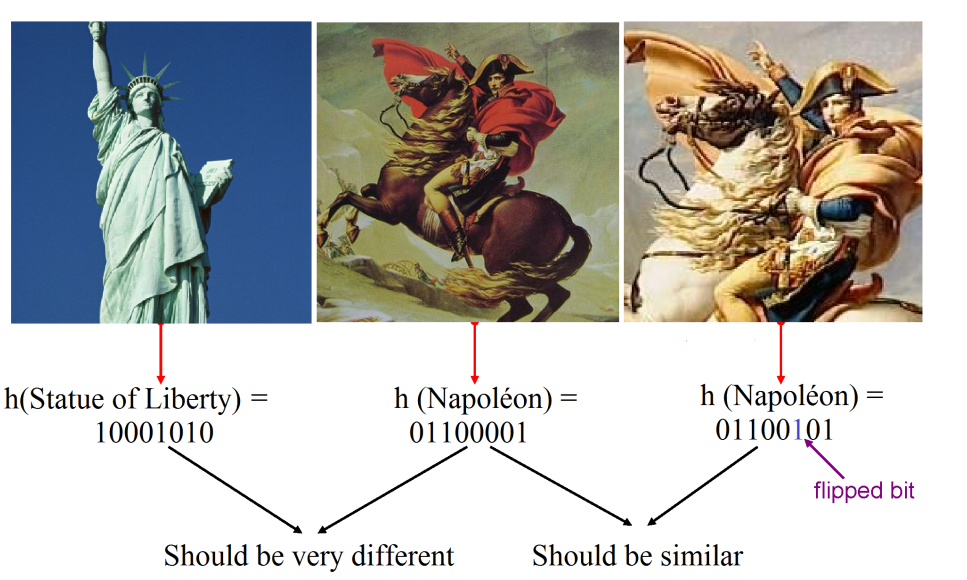 h(Statue of Liberty) =
10001010
h (Napoléon) =
01100001
h (Napoléon) =
01100101
flipped bit
Should be very different
Should be similar